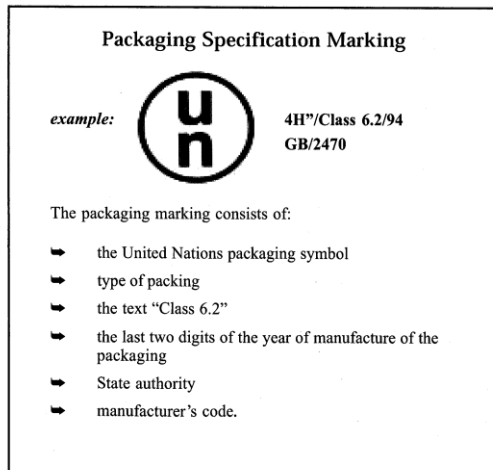 Packaging Specification Marking
example:
un
4H”/Class 6.2/94
GB/2470
The packaging marking consists of:
➥ the United Nations packaging symbol
➥ type of packing
➥ the text “Class 6.2”
➥ the last two digits of the year of manufacture of the
packaging
➥ State authority
➥ manufacturer’s code.